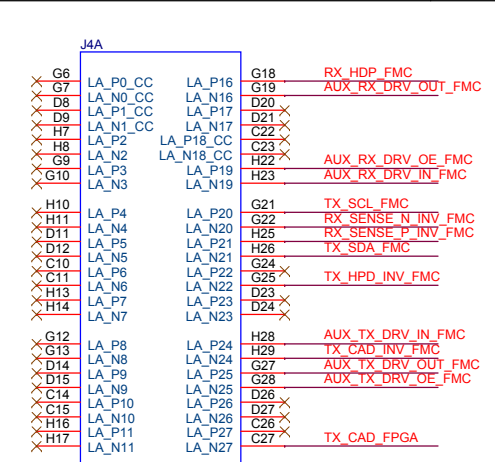 J4A
G6 LA_P0_CC LA_P16 G18 RX_HDP_FMC
G7 LA_N0_CC LA_N16 G19 AUX_RX_DRV_OUT_FMC
D8 LA_P1_CC LA_P17 D20
D9 LA_N1_CC LA_N17 D21
H7 LA_P2 LA_P18_CC C22
H8 LA_N2 LA_N18_CC C23
G9 LA_P3 LA_P19 H22 AUX_RX_DRV_OE_FMC
G10 LA_N3 LA_N19 H23 AUX_RX_DRV_IN_FMC
H10 LA_P4 LA_P20 G21 TX_SCL_FMC
H11 LA_N4 LA_N20 G22 RX_SENSE_N_INV_FMC
D11 LA_P5 LA_P21 H25 RX_SENSE_P_INV_FMC
D12 LA_N5 LA_N21 H26 TX_SDA_FMC
C10 LA_P6 LA_P22 G24
C11 LA_N6 LA_N22 G25 TX_HPD_INV_FMC
H13 LA_P7 LA_P23 D23
H14 LA_N7 LA_N23 D24
G12 LA_P8 LA_P24 H28 AUX_TX_DRV_IN_FMC
G13 LA_N8 LA_N24 H29 TX_CAD_INV_FMC
D14 LA_P9 LA_P25 G27 AUX_TX_DRV_OUT_FMC
D15 LA_N9 LA_N25 G28 AUX_TX_DRV_OE_FMC
C14 LA_P10 LA_P26 D26
C15 LA_N10 LA_N26 D27
H16 LA_P11 LA_P27 C26
H17 LA_N11 LA_N27 C27 TX_CAD_FPGA